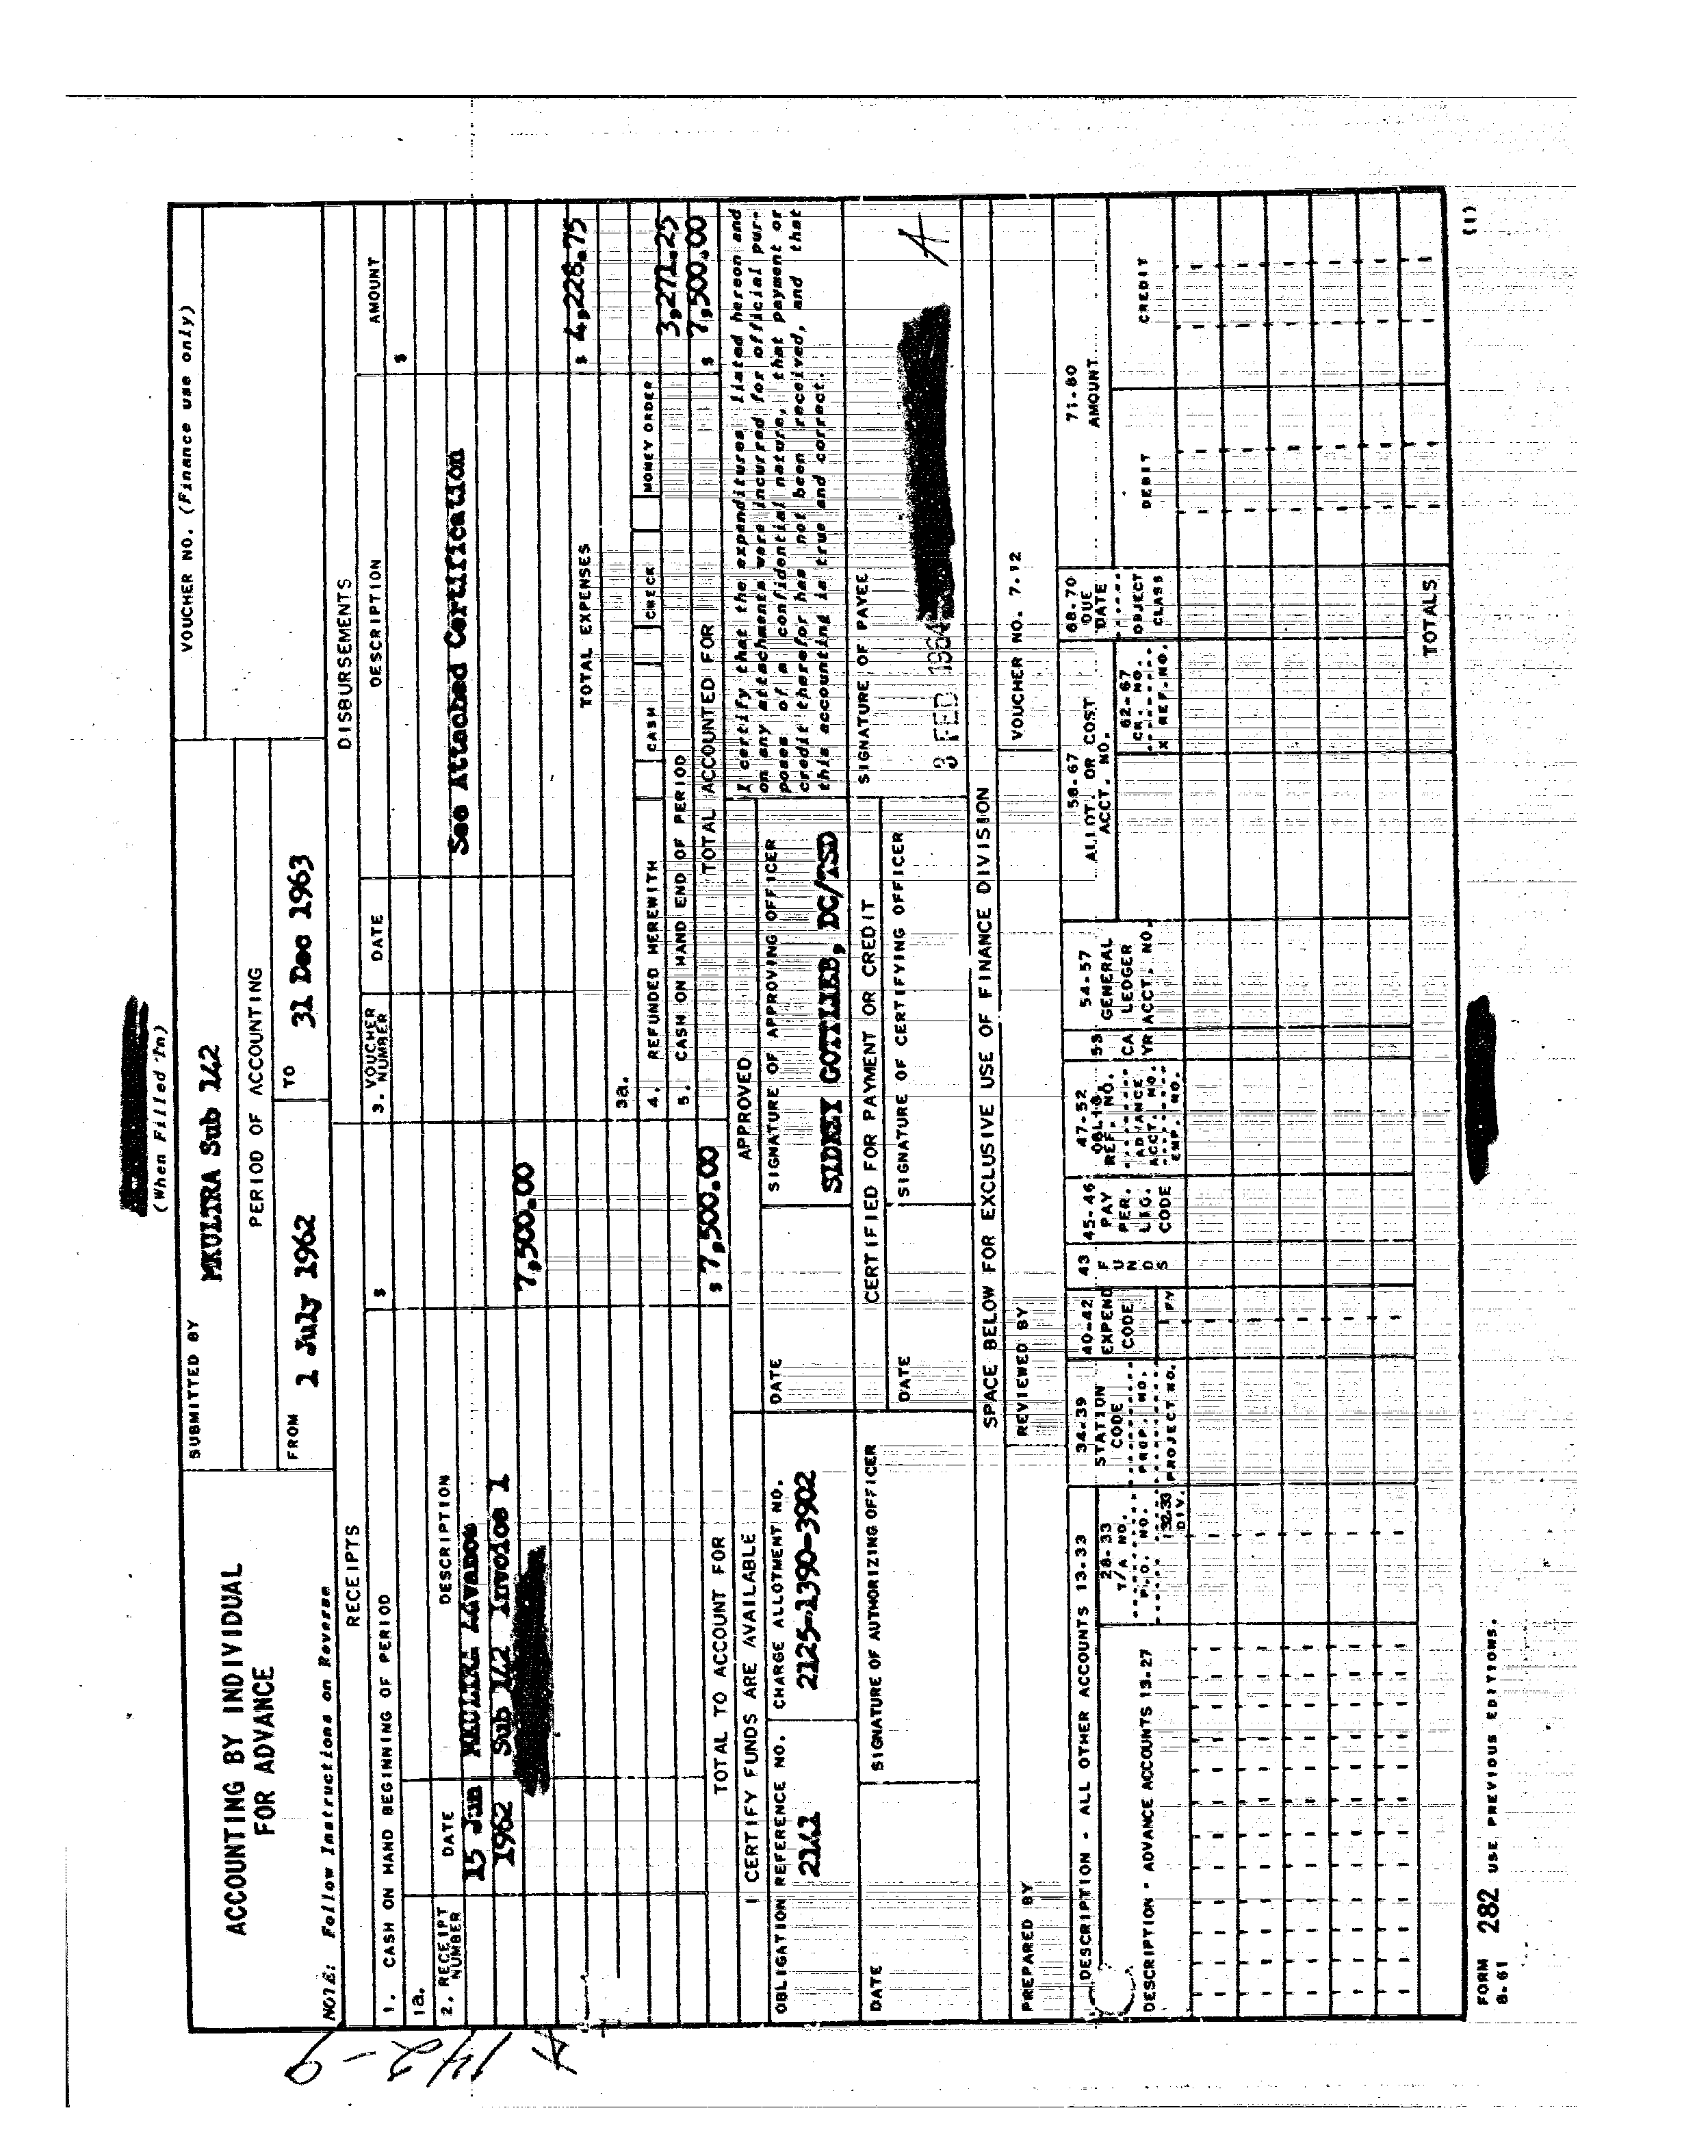 (When Filled In)
ACCOUNTING BY INDIVIDUAL
FOR ADVANCE
SUBMITTED BY
MKULTRA Sub 142
VOUCHER NO. (Finance use only)
PERIOD OF ACCOUNTING
FROM 1 July 1962
TO 31 Dec 1963
NOTE: Follow Instructions on Reverse
RECEIPTS
DISBURSEMENTS
1. CASH ON HAND BEGINNING OF PERIOD $
1a.
2. RECEIPT NUMBER
DATE
DESCRIPTION
15 Jun MKULTRA Advance
1962 Sub 142 Invoice 1
7,500.00
3. VOUCHER NUMBER
DATE
DESCRIPTION
AMOUNT
$
See Attached Certification
TOTAL EXPENSES $ 4,228.75
3a.
4. REFUNDED HEREWITH CASH CHECK MONEY ORDER
5. CASH ON HAND END OF PERIOD 3,271.25
TOTAL TO ACCOUNT FOR $ 7,500.00
TOTAL ACCOUNTED FOR $ 7,500.00
I CERTIFY FUNDS ARE AVAILABLE
APPROVED
I certify that the expenditures listed hereon and
on any attachments were incurred for official pur-
poses of a confidential nature, that payment or
credit therefor has not been received, and that
this accounting is true and correct.
OBLIGATION REFERENCE NO.
2141
CHARGE ALLOTMENT NO.
2125-1390-3902
DATE
SIGNATURE OF APPROVING OFFICER
SIDNEY GOTTLIEB, DC/TSD
DATE
SIGNATURE OF AUTHORIZING OFFICER
CERTIFIED FOR PAYMENT OR CREDIT
DATE
SIGNATURE OF CERTIFYING OFFICER
SIGNATURE OF PAYEE
3 FEB 1964
A
SPACE BELOW FOR EXCLUSIVE USE OF FINANCE DIVISION
PREPARED BY
REVIEWED BY
VOUCHER NO. 7-12
DESCRIPTION - ALL OTHER ACCOUNTS 13-33
DESCRIPTION - ADVANCE ACCOUNTS 13-27
28-33
T/A NO.
P.O. NO.
32-33
DIV.
34-39
STATION
CODE
PROP. NO.
PROJECT NO.
40-42
EXPEND
CODE
FY
43
FUNDS
45-46
PAY
PER.
LIG.
CODE
47-52
OBLIG.
REF. NO.
ADVANCE
ACCT. NO.
EMP. NO.
53
CA
YR
54-57
GENERAL
LEDGER
ACCT. NO.
58-67
ALLOT. OR COST
ACCT. NO.
62-67
CK. NO.
X REF. NO.
68-70
DUE
DATE
OBJECT
CLASS
71-80
AMOUNT
DEBIT
CREDIT
TOTALS
FORM
8-61 282 USE PREVIOUS EDITIONS.
(1)
A
142-9